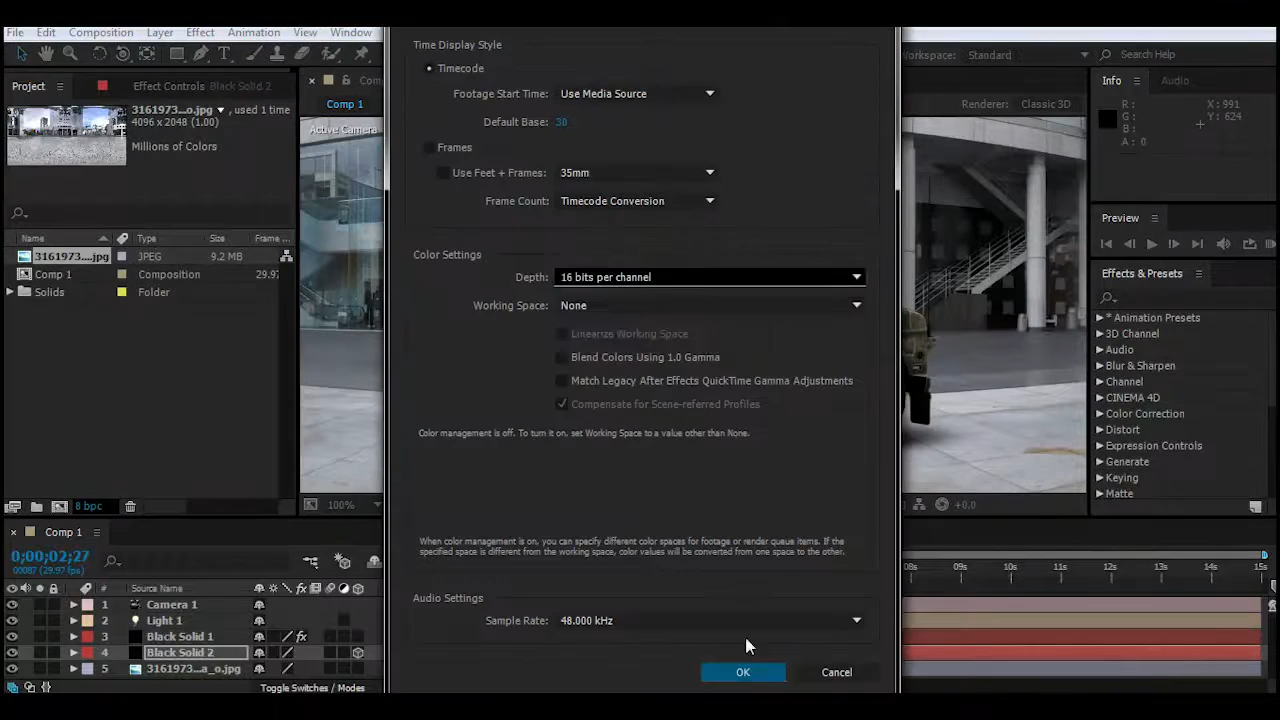 File Edit Composition Layer Effect Animation View Window
Workspace: Standard
Search Help
Project
Effect Controls Black Solid 2
3161973...o.jpg , used 1 time
4096 x 2048 (1.00)
Millions of Colors
Name Type Size Frame ...
3161973....jpg JPEG 9.2 MB
Comp 1 Composition 29.97
Solids Folder
8 bpc
Comp 1
Active Camera
100%
Renderer: Classic 3D
+0.0
Time Display Style
Timecode
Footage Start Time: Use Media Source
Default Base: 30
Frames
Use Feet + Frames: 35mm
Frame Count: Timecode Conversion
Color Settings
Depth: 16 bits per channel
Working Space: None
Linearize Working Space
Blend Colors Using 1.0 Gamma
Match Legacy After Effects QuickTime Gamma Adjustments
Compensate for Scene-referred Profiles
Color management is off. To turn it on, set Working Space to a value other than None.
When color management is on, you can specify different color spaces for footage or render queue items. If the
specified space is different from the working space, color values will be converted from one space to the other.
Audio Settings
Sample Rate: 48.000 kHz
OK Cancel
Info Audio
R : X : 991
G : Y : 624
B :
A : 0
Preview
Effects & Presets
* Animation Presets
3D Channel
Audio
Blur & Sharpen
Channel
CINEMA 4D
Color Correction
Distort
Expression Controls
Generate
Keying
Matte
Comp 1
0;00;02;27
00087 (29.97 fps)
# Source Name
1 Camera 1
2 Light 1
3 Black Solid 1
4 Black Solid 2
5 3161973...a_o.jpg
Toggle Switches / Modes
08s 09s 10s 11s 12s 13s 14s 15s